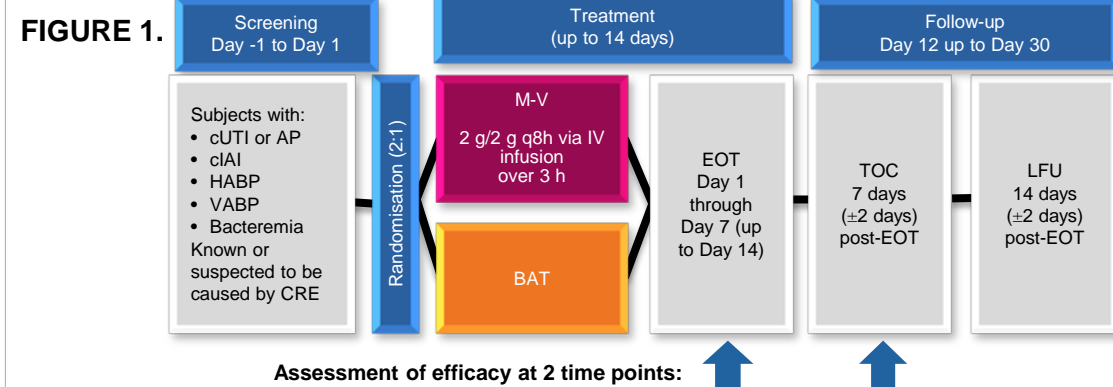 FIGURE 1.
Screening
Day -1 to Day 1
Treatment
(up to 14 days)
Follow-up
Day 12 up to Day 30
Subjects with:
• cUTI or AP
• cIAI
• HABP
• VABP
• Bacteremia
Known or
suspected to be
caused by CRE
Randomisation (2:1)
M-V
2 g/2 g q8h via IV
infusion
over 3 h
BAT
EOT
Day 1
through
Day 7 (up
to Day 14)
TOC
7 days
(±2 days)
post-EOT
LFU
14 days
(±2 days)
post-EOT
Assessment of efficacy at 2 time points: